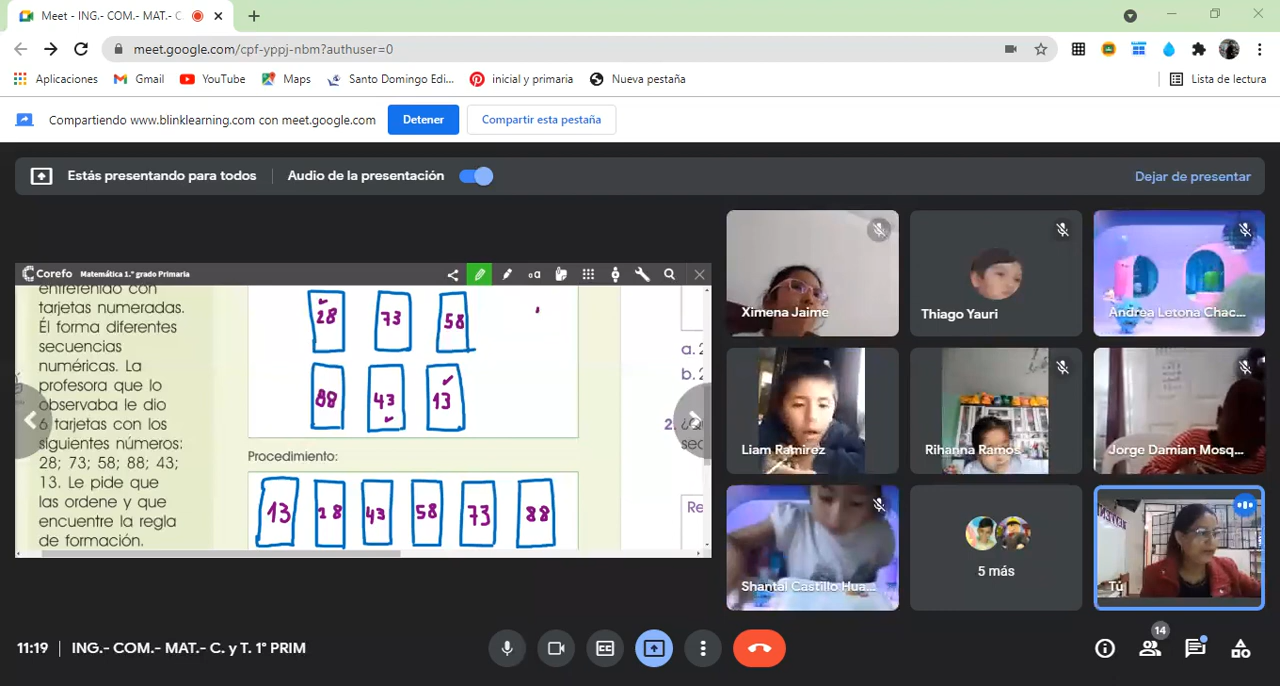 Meet - ING.- COM.- MAT.- C
meet.google.com/cpf-yppj-nbm?authuser=0
Aplicaciones
Gmail
YouTube
Maps
Santo Domingo Edi...
inicial y primaria
Nueva pestaña
Lista de lectura
Compartiendo www.blinklearning.com con meet.google.com
Detener
Compartir esta pestaña
Estás presentando para todos
Audio de la presentación
Dejar de presentar
Corefo
Matemática 1.° grado Primaria
entretenido con
tarjetas numeradas.
Él forma diferentes
secuencias
numéricas. La
profesora que lo
observaba le dio
6 tarjetas con los
siguientes números:
28; 73; 58; 88; 43;
13. Le pide que
las ordene y que
encuentre la regla
de formación.
28 73 58
88 43 13
Procedimiento:
13 28 43 58 73 88
a. 2
b. 2
2. ¿Qu
sec
Re
Ximena Jaime
Thiago Yauri
Andrea Letona Chac...
Liam Ramirez
Rihanna Ramos
Jorge Damian Mosq...
Shantal Castillo Hua...
5 más
Tú
11:19
ING.- COM.- MAT.- C. y T. 1° PRIM
14